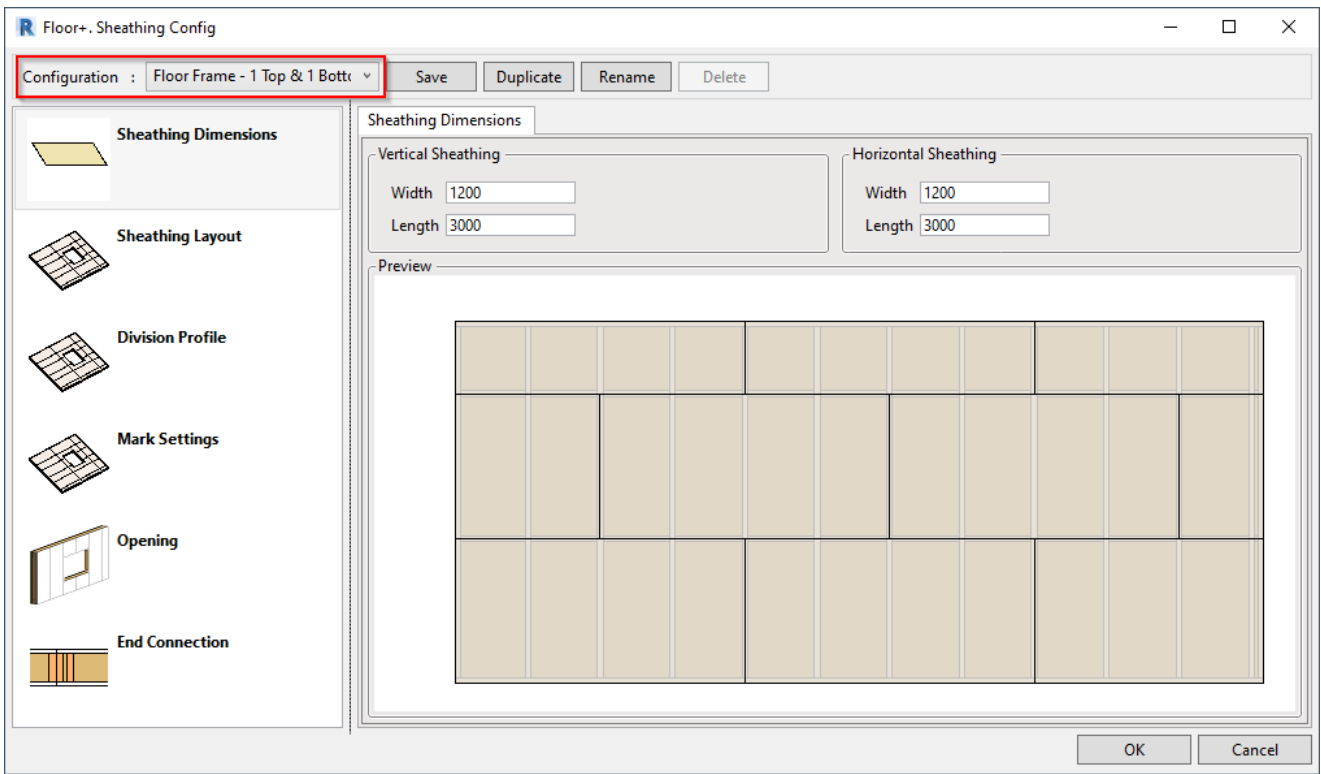 Floor+. Sheathing Config
Configuration : Floor Frame - 1 Top & 1 Botto Save Duplicate Rename Delete
Sheathing Dimensions
Sheathing Layout
Division Profile
Mark Settings
Opening
End Connection
Sheathing Dimensions
Vertical Sheathing
Width 1200
Length 3000
Horizontal Sheathing
Width 1200
Length 3000
Preview
OK Cancel